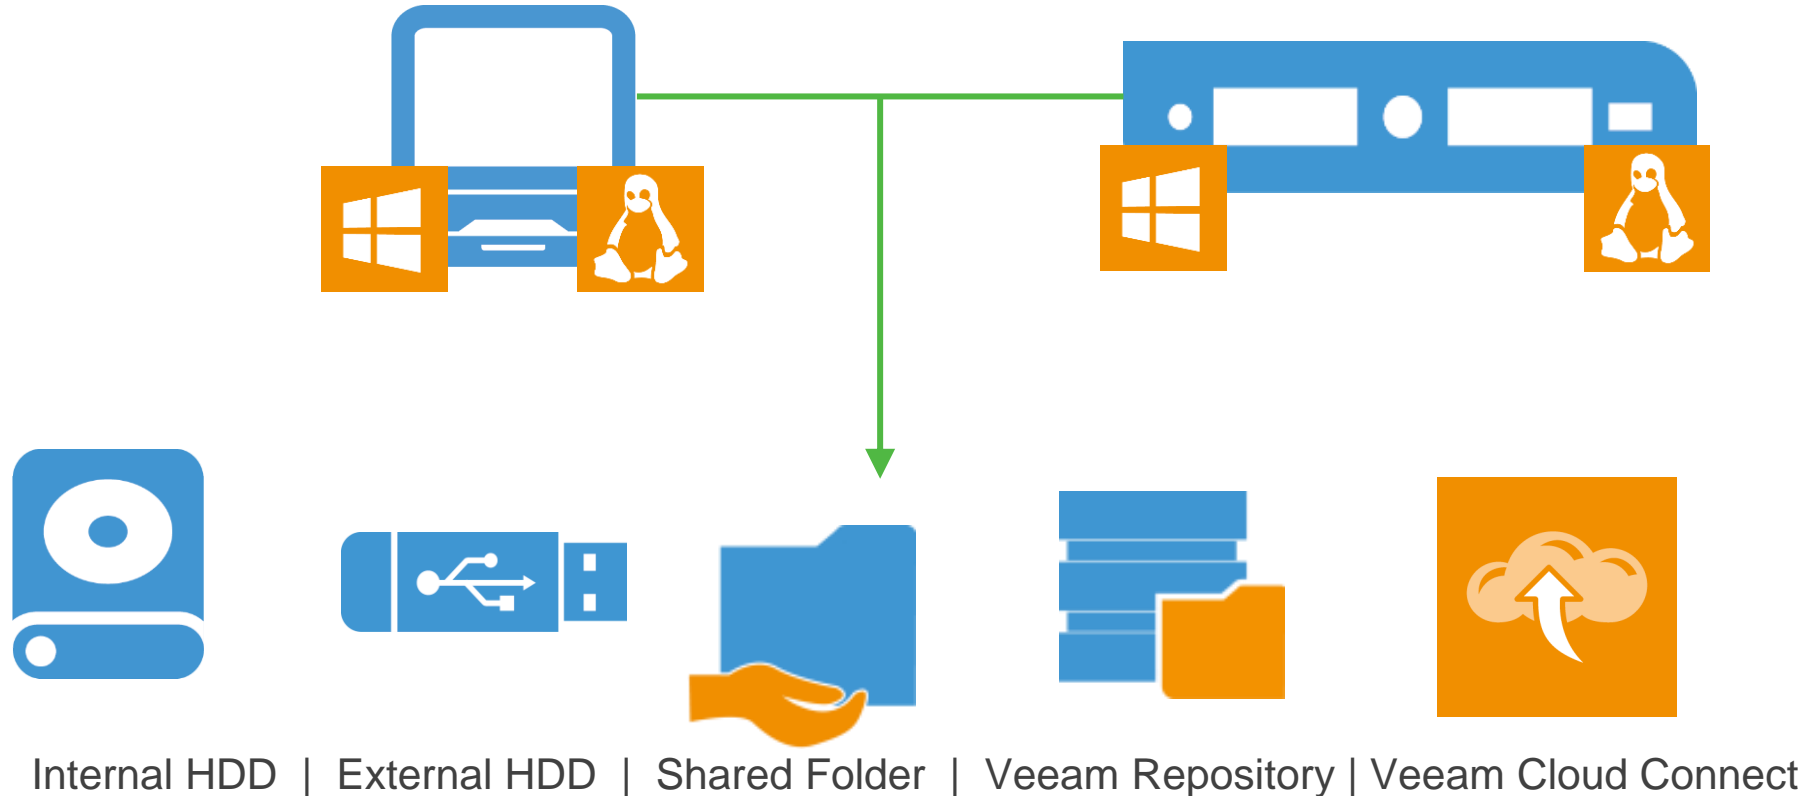 Internal HDD | External HDD | Shared Folder | Veeam Repository | Veeam Cloud Connect